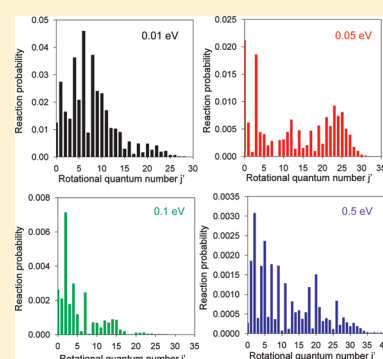 0.05
0.04
0.03
0.02
0.01
0.00
Reaction probability
0.01 eV
0 5 10 15 20 25 30
Rotational quantum number j'
0.025
0.020
0.015
0.010
0.005
0.000
Reaction probability
0.05 eV
0 5 10 15 20 25 30 35
Rotational quantum number j'
0.008
0.006
0.004
0.002
0.000
Reaction probability
0.1 eV
0 5 10 15 20 25 30 35
Rotational quantum number j'
0.0035
0.0030
0.0025
0.0020
0.0015
0.0010
0.0005
0.0000
Reaction probability
0.5 eV
0 5 10 15 20 25 30 35
Rotational quantum number j'